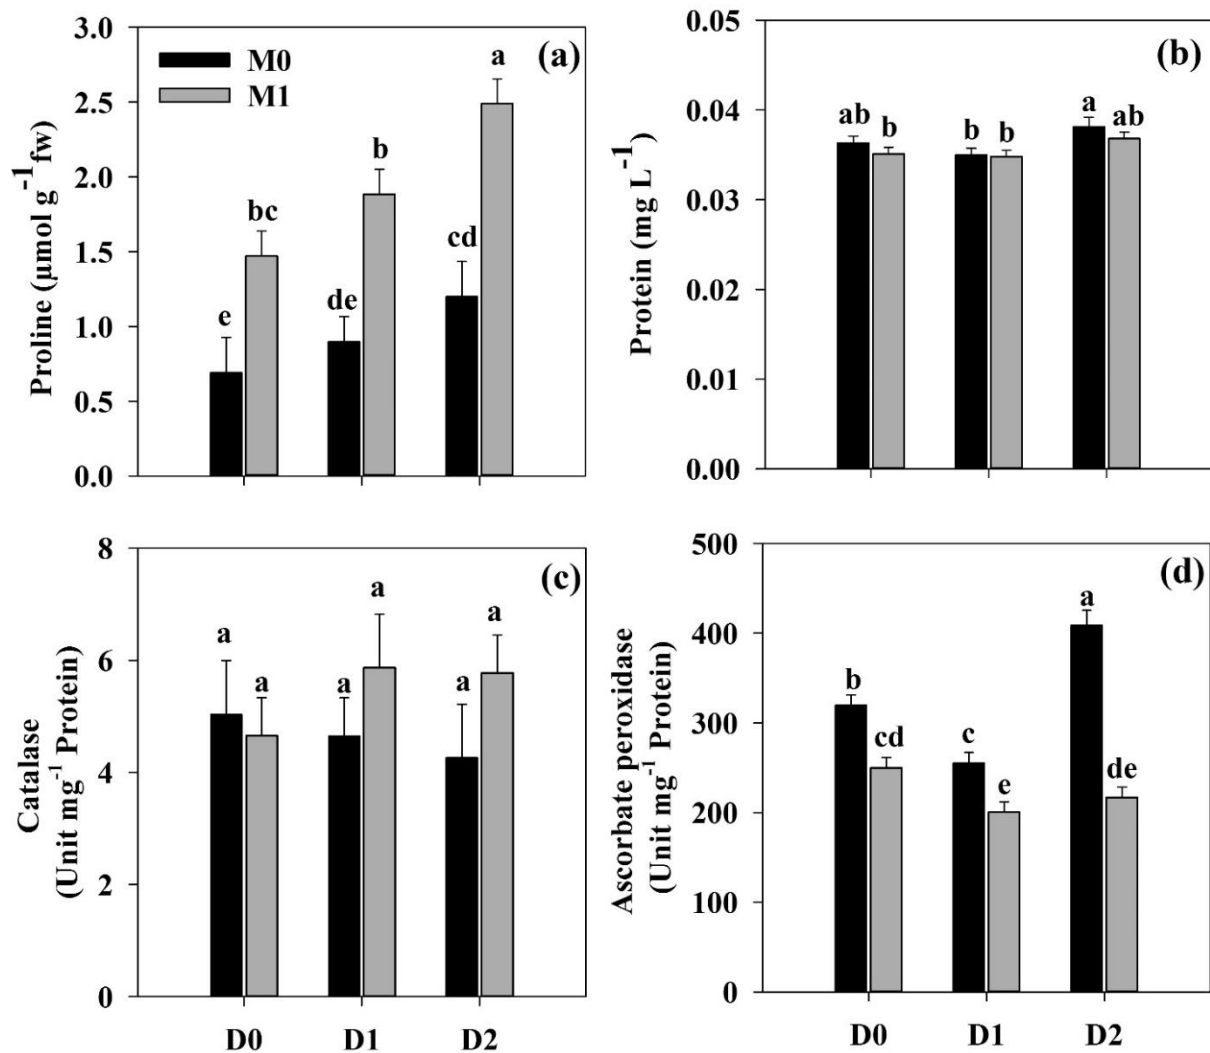 (a)
M0
M1
Proline (μmol g⁻¹fw)
3.0
2.5
2.0
1.5
1.0
0.5
0.0
e
bc
de
b
cd
a
(b)
Protein (mg L⁻¹)
0.05
0.04
0.03
0.02
0.01
0.00
ab
b
b
b
a
ab
(c)
Catalase
(Unit mg⁻¹ Protein)
8
6
4
2
0
a
a
a
a
a
a
D0
D1
D2
(d)
Ascorbate peroxidase
(Unit mg⁻¹ Protein)
500
400
300
200
100
0
b
cd
c
e
a
de
D0
D1
D2